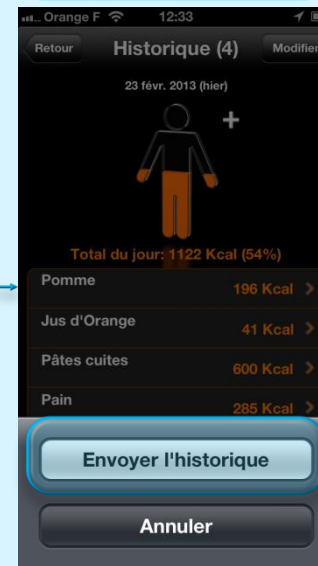 Orange F 12:33
Retour Historique (4) Modifier
23 févr. 2013 (hier)
+
Total du jour: 1122 Kcal (54%)
Pomme 196 Kcal
Jus d'Orange 41 Kcal
Pâtes cuites 600 Kcal
Pain 285 Kcal
Envoyer l'historique
Annuler